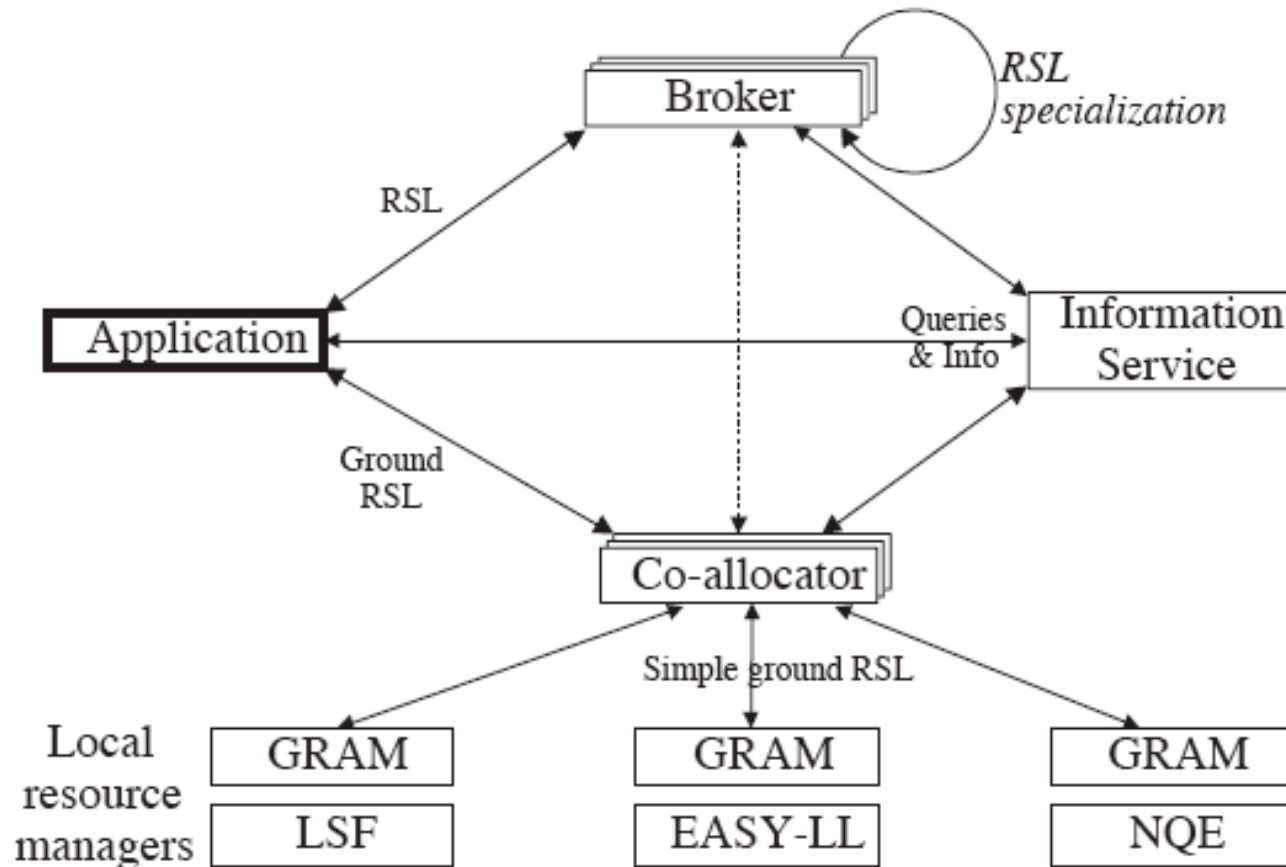 Broker
RSL
specialization
RSL
Application
Queries
& Info
Information
Service
Ground
RSL
Co-allocator
Simple ground RSL
Local
resource
managers
GRAM
GRAM
GRAM
LSF
EASY-LL
NQE